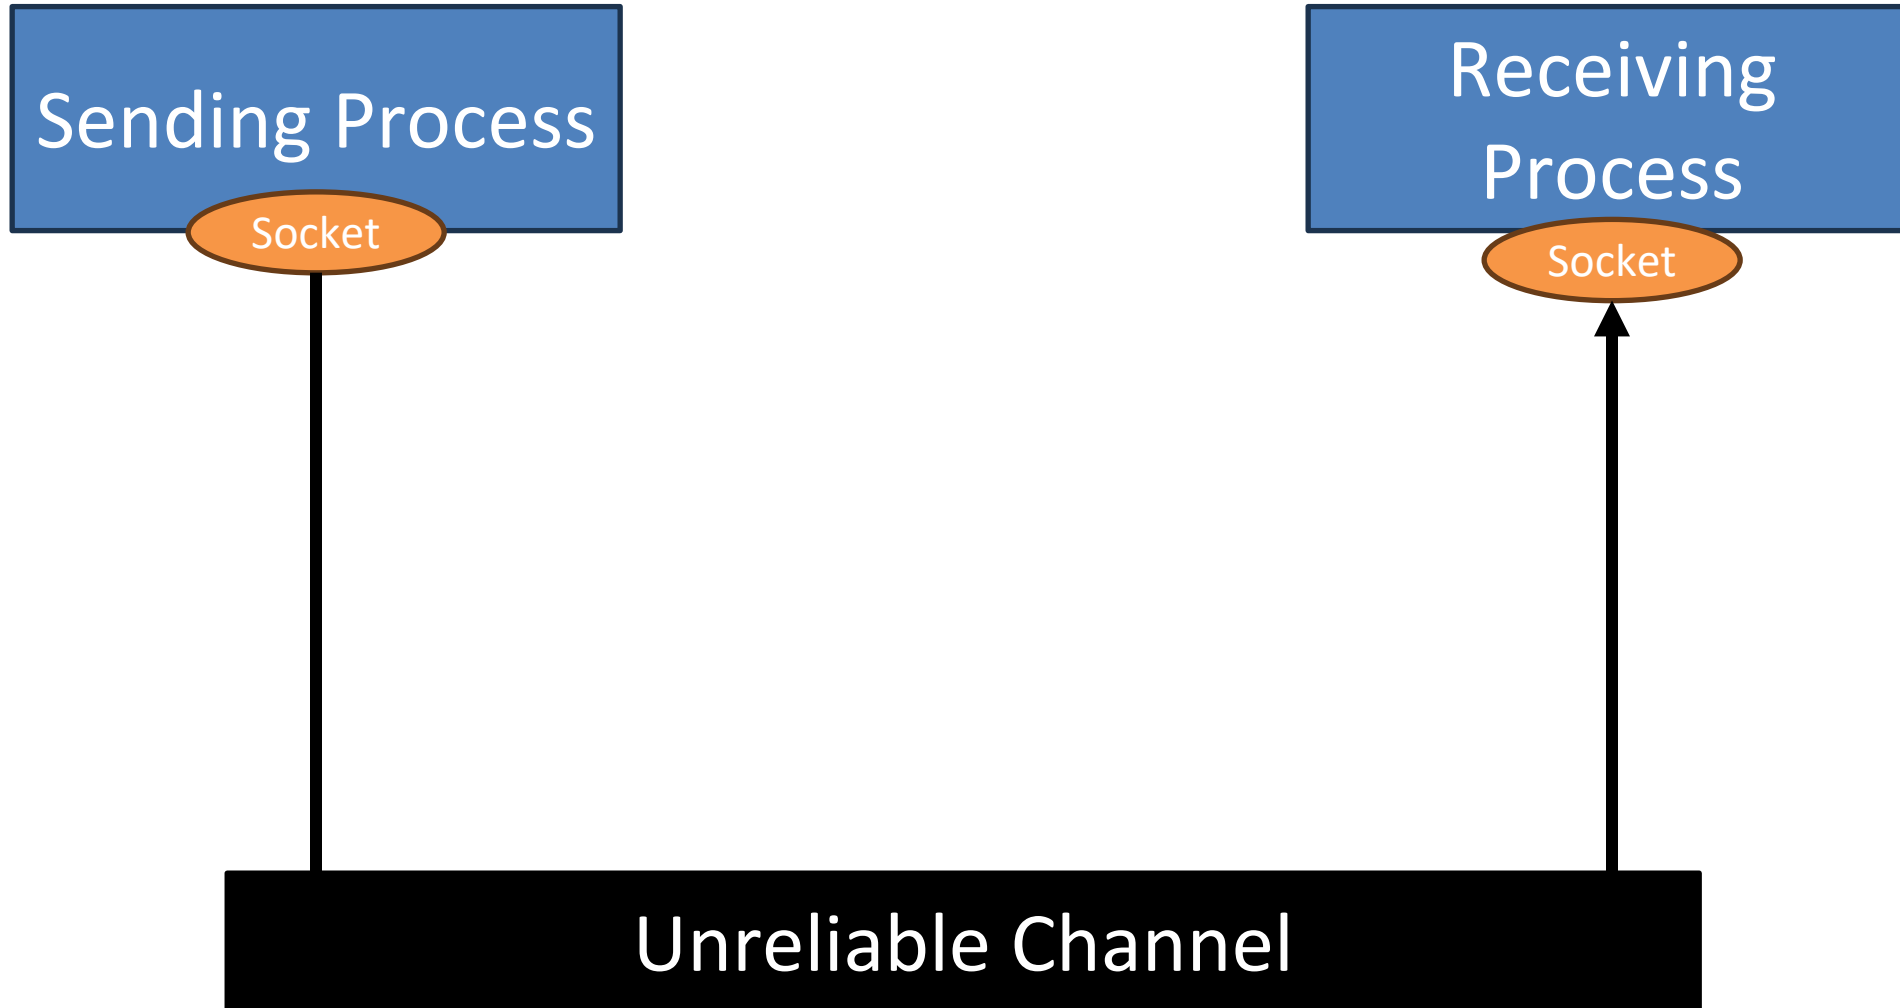 Sending Process
Socket
Receiving
Process
Socket
Unreliable Channel